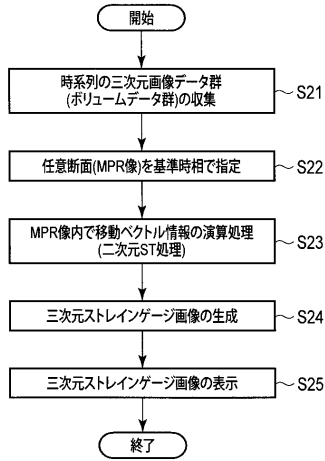 開始
時系列の三次元画像データ群
(ボリュームデータ群)の収集
S21
任意断面(MPR像)を基準時相で指定
S22
MPR像内で移動ベクトル情報の演算処理
(二次元ST処理)
S23
三次元ストレインゲージ画像の生成
S24
三次元ストレインゲージ画像の表示
S25
終了